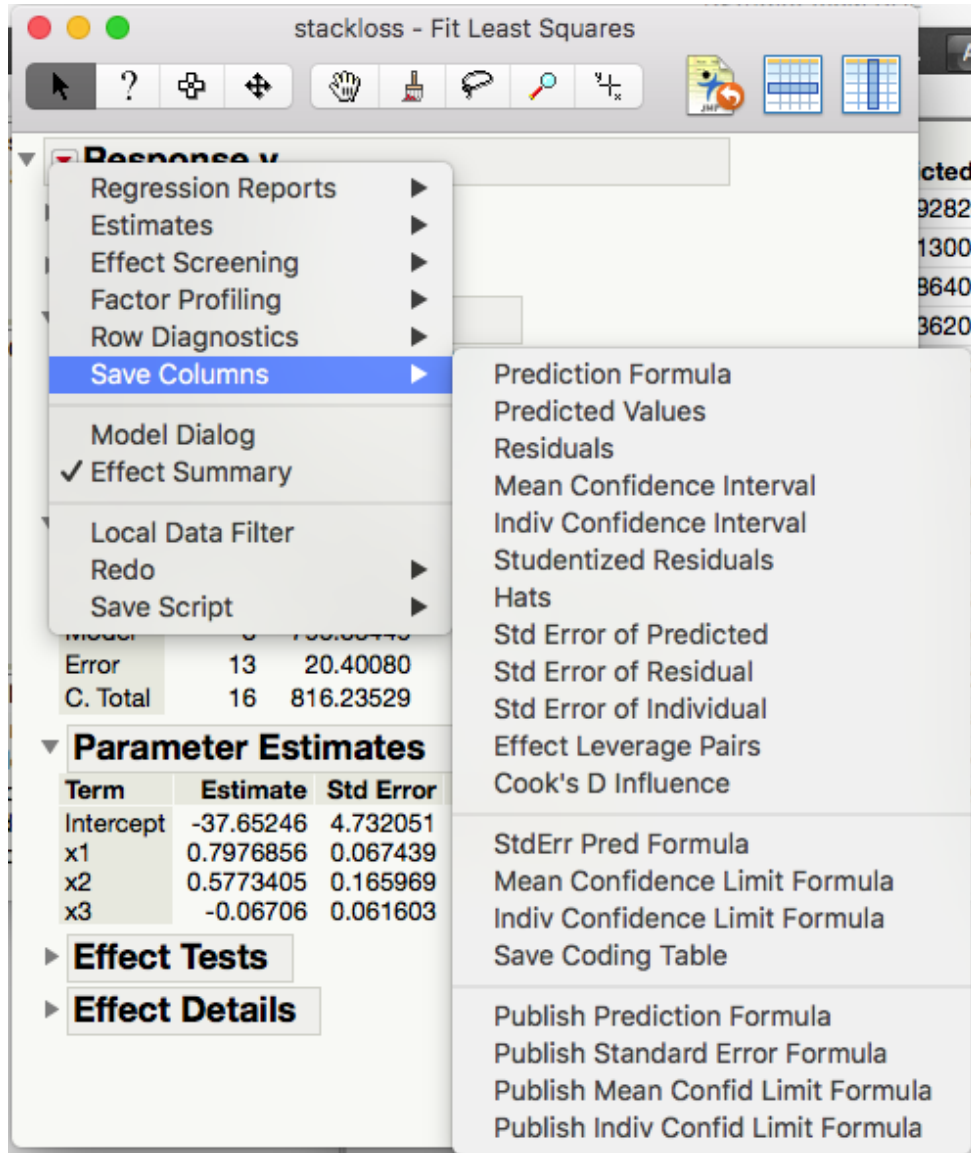 stackloss - Fit Least Squares
?
JMP
Response y
Regression Reports
Estimates
Effect Screening
Factor Profiling
Row Diagnostics
Save Columns
Model Dialog
Effect Summary
Local Data Filter
Redo
Save Script
Prediction Formula
Predicted Values
Residuals
Mean Confidence Interval
Indiv Confidence Interval
Studentized Residuals
Hats
Std Error of Predicted
Std Error of Residual
Std Error of Individual
Effect Leverage Pairs
Cook's D Influence
StdErr Pred Formula
Mean Confidence Limit Formula
Indiv Confidence Limit Formula
Save Coding Table
Publish Prediction Formula
Publish Standard Error Formula
Publish Mean Confid Limit Formula
Publish Indiv Confid Limit Formula
cted
9282
1300
8640
3620
Error 13 20.40080
C. Total 16 816.23529
Parameter Estimates
Term Estimate Std Error
Intercept -37.65246 4.732051
x1 0.7976856 0.067439
x2 0.5773405 0.165969
x3 -0.06706 0.061603
Effect Tests
Effect Details